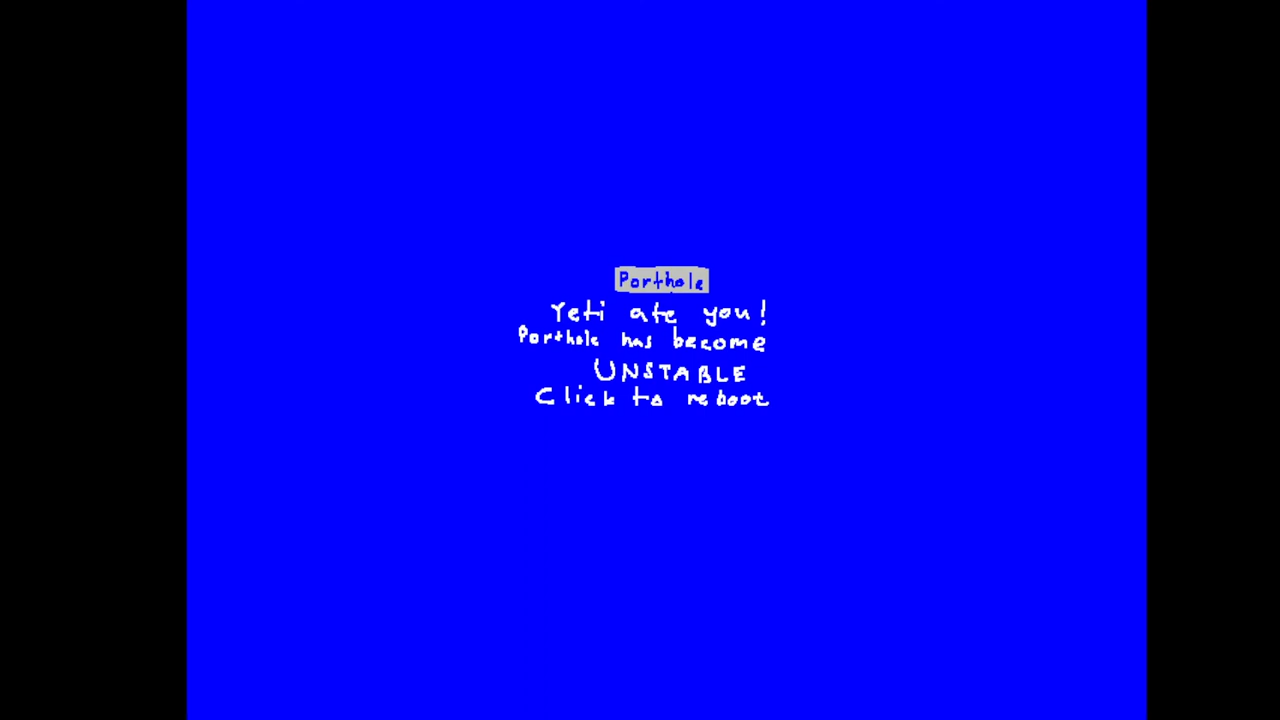 Porthole
Yeti ate you!
Porthole has become
UNSTABLE
Click to reboot